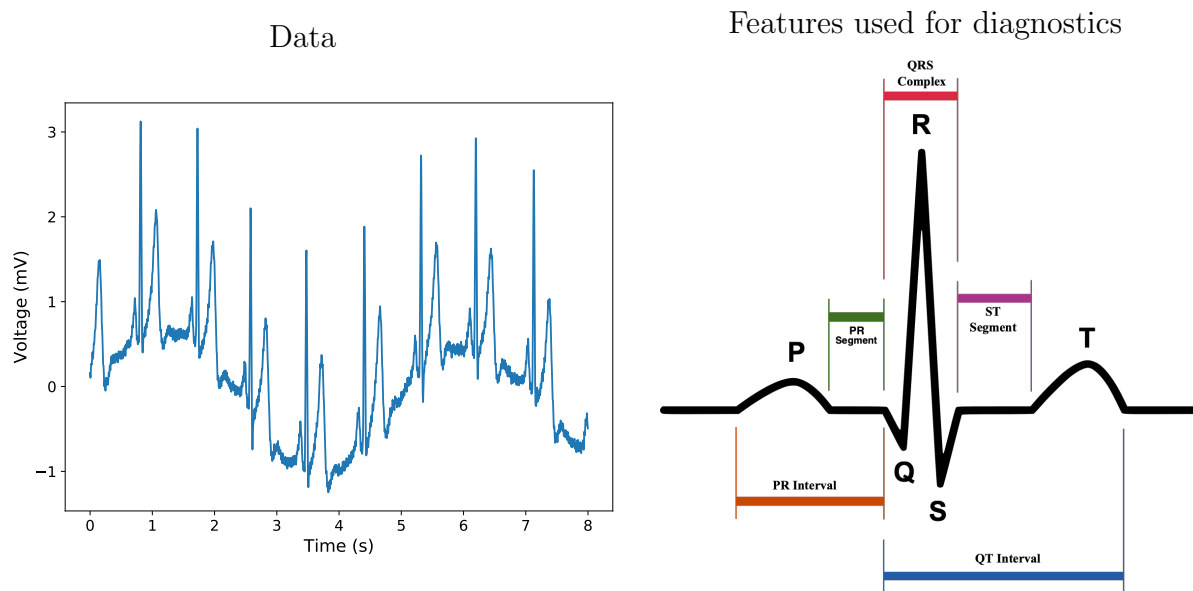 Data
Voltage (mV)
3
2
1
0
−1
0 1 2 3 4 5 6 7 8
Time (s)
Features used for diagnostics
QRS
Complex
R
PR
Segment
ST
Segment
P
T
Q
S
PR Interval
QT Interval